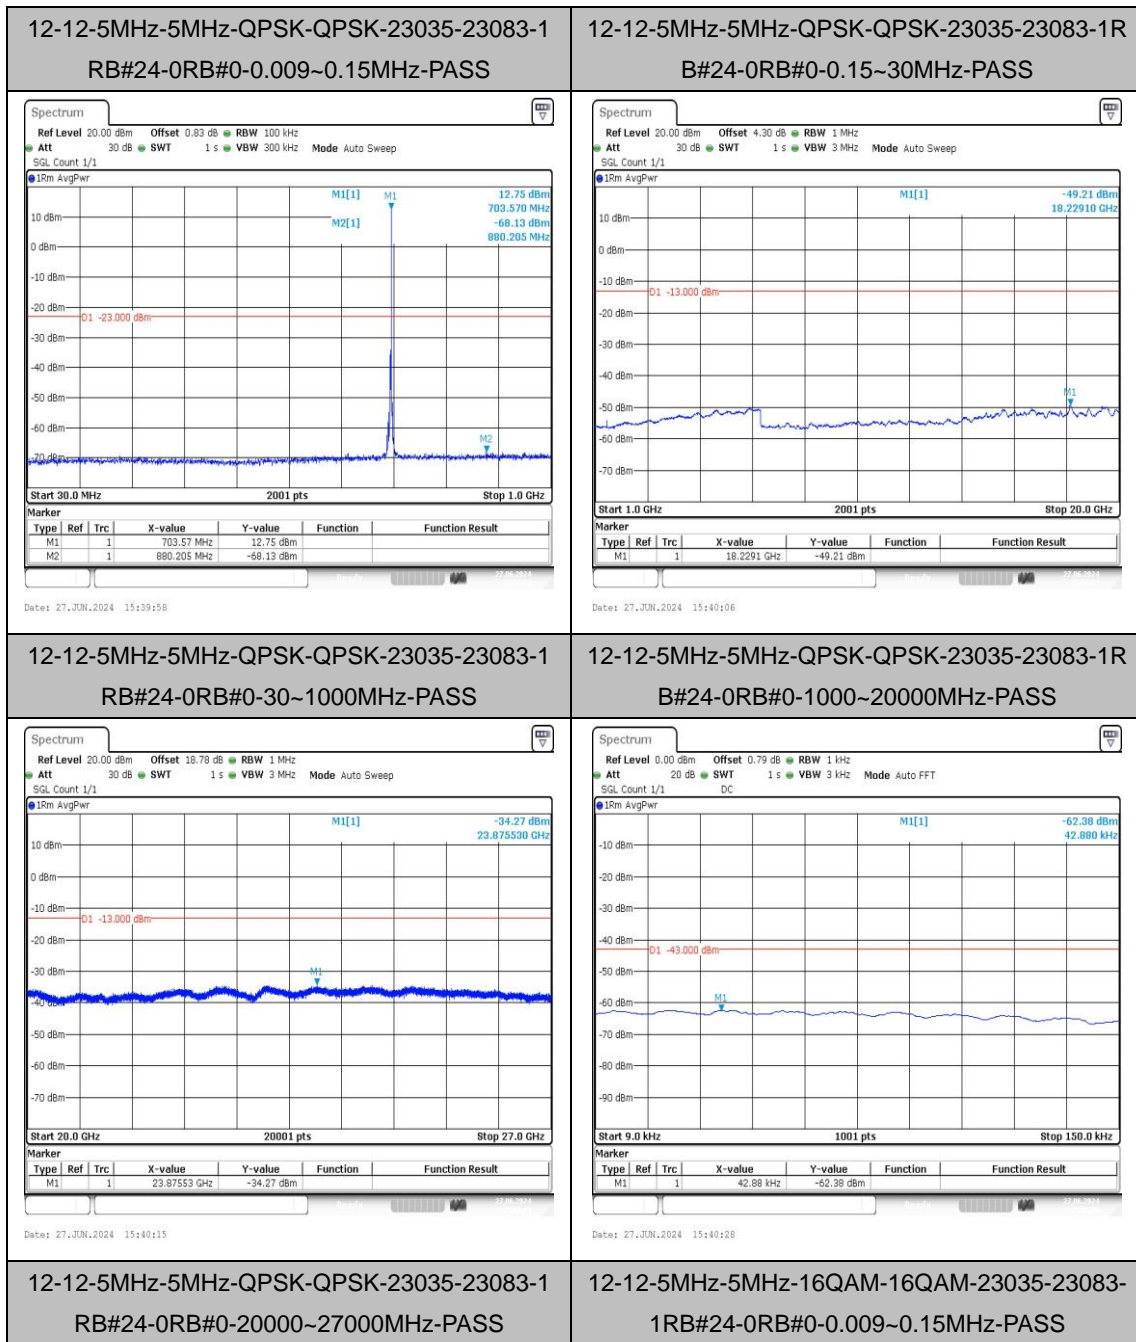 12-12-5MHz-5MHz-QPSK-QPSK-23035-23083-1
RB#24-0RB#0-0.009~0.15MHz-PASS
12-12-5MHz-5MHz-QPSK-QPSK-23035-23083-1R
B#24-0RB#0-0.15~30MHz-PASS
Spectrum
Ref Level 20.00 dBm Offset 0.83 dB RBW 100 kHz
Att 30 dB SWT 1 s VBW 300 kHz Mode Auto Sweep
SGL Count 1/1
1Rm AvgPwr
M1[1] 12.75 dBm
703.570 MHz
M2[1] -68.13 dBm
880.205 MHz
M1
10 dBm
0 dBm
-10 dBm
-20 dBm
D1 -23.000 dBm
-30 dBm
-40 dBm
-50 dBm
-60 dBm
M2
-70 dBm
Start 30.0 MHz 2001 pts Stop 1.0 GHz
Marker
Type Ref Trc X-value Y-value Function Function Result
M1 1 703.57 MHz 12.75 dBm
M2 1 880.205 MHz -68.13 dBm
Date: 27.JUN.2024 15:39:58
Spectrum
Ref Level 20.00 dBm Offset 4.30 dB RBW 1 MHz
Att 30 dB SWT 1 s VBW 3 MHz Mode Auto Sweep
SGL Count 1/1
1Rm AvgPwr
M1[1] -49.21 dBm
18.22910 GHz
10 dBm
0 dBm
-10 dBm
D1 -13.000 dBm
-20 dBm
-30 dBm
-40 dBm
M1
-50 dBm
-60 dBm
-70 dBm
Start 1.0 GHz 2001 pts Stop 20.0 GHz
Marker
Type Ref Trc X-value Y-value Function Function Result
M1 1 18.2291 GHz -49.21 dBm
Date: 27.JUN.2024 15:40:06
12-12-5MHz-5MHz-QPSK-QPSK-23035-23083-1
RB#24-0RB#0-30~1000MHz-PASS
12-12-5MHz-5MHz-QPSK-QPSK-23035-23083-1R
B#24-0RB#0-1000~20000MHz-PASS
Spectrum
Ref Level 20.00 dBm Offset 18.78 dB RBW 1 MHz
Att 30 dB SWT 1 s VBW 3 MHz Mode Auto Sweep
SGL Count 1/1
1Rm AvgPwr
M1[1] -34.27 dBm
23.875530 GHz
10 dBm
0 dBm
-10 dBm
D1 -13.000 dBm
-20 dBm
-30 dBm
M1
-40 dBm
-50 dBm
-60 dBm
-70 dBm
Start 20.0 GHz 20001 pts Stop 27.0 GHz
Marker
Type Ref Trc X-value Y-value Function Function Result
M1 1 23.87553 GHz -34.27 dBm
Date: 27.JUN.2024 15:40:15
Spectrum
Ref Level 0.00 dBm Offset 0.79 dB RBW 1 kHz
Att 20 dB SWT 1 s VBW 3 kHz Mode Auto FFT
SGL Count 1/1 DC
1Rm AvgPwr
M1[1] -62.38 dBm
42.880 kHz
-10 dBm
-20 dBm
-30 dBm
-40 dBm
D1 -43.000 dBm
-50 dBm
M1
-60 dBm
-70 dBm
-80 dBm
-90 dBm
Start 9.0 kHz 1001 pts Stop 150.0 kHz
Marker
Type Ref Trc X-value Y-value Function Function Result
M1 1 42.88 kHz -62.38 dBm
Date: 27.JUN.2024 15:40:28
12-12-5MHz-5MHz-QPSK-QPSK-23035-23083-1
RB#24-0RB#0-20000~27000MHz-PASS
12-12-5MHz-5MHz-16QAM-16QAM-23035-23083-
1RB#24-0RB#0-0.009~0.15MHz-PASS